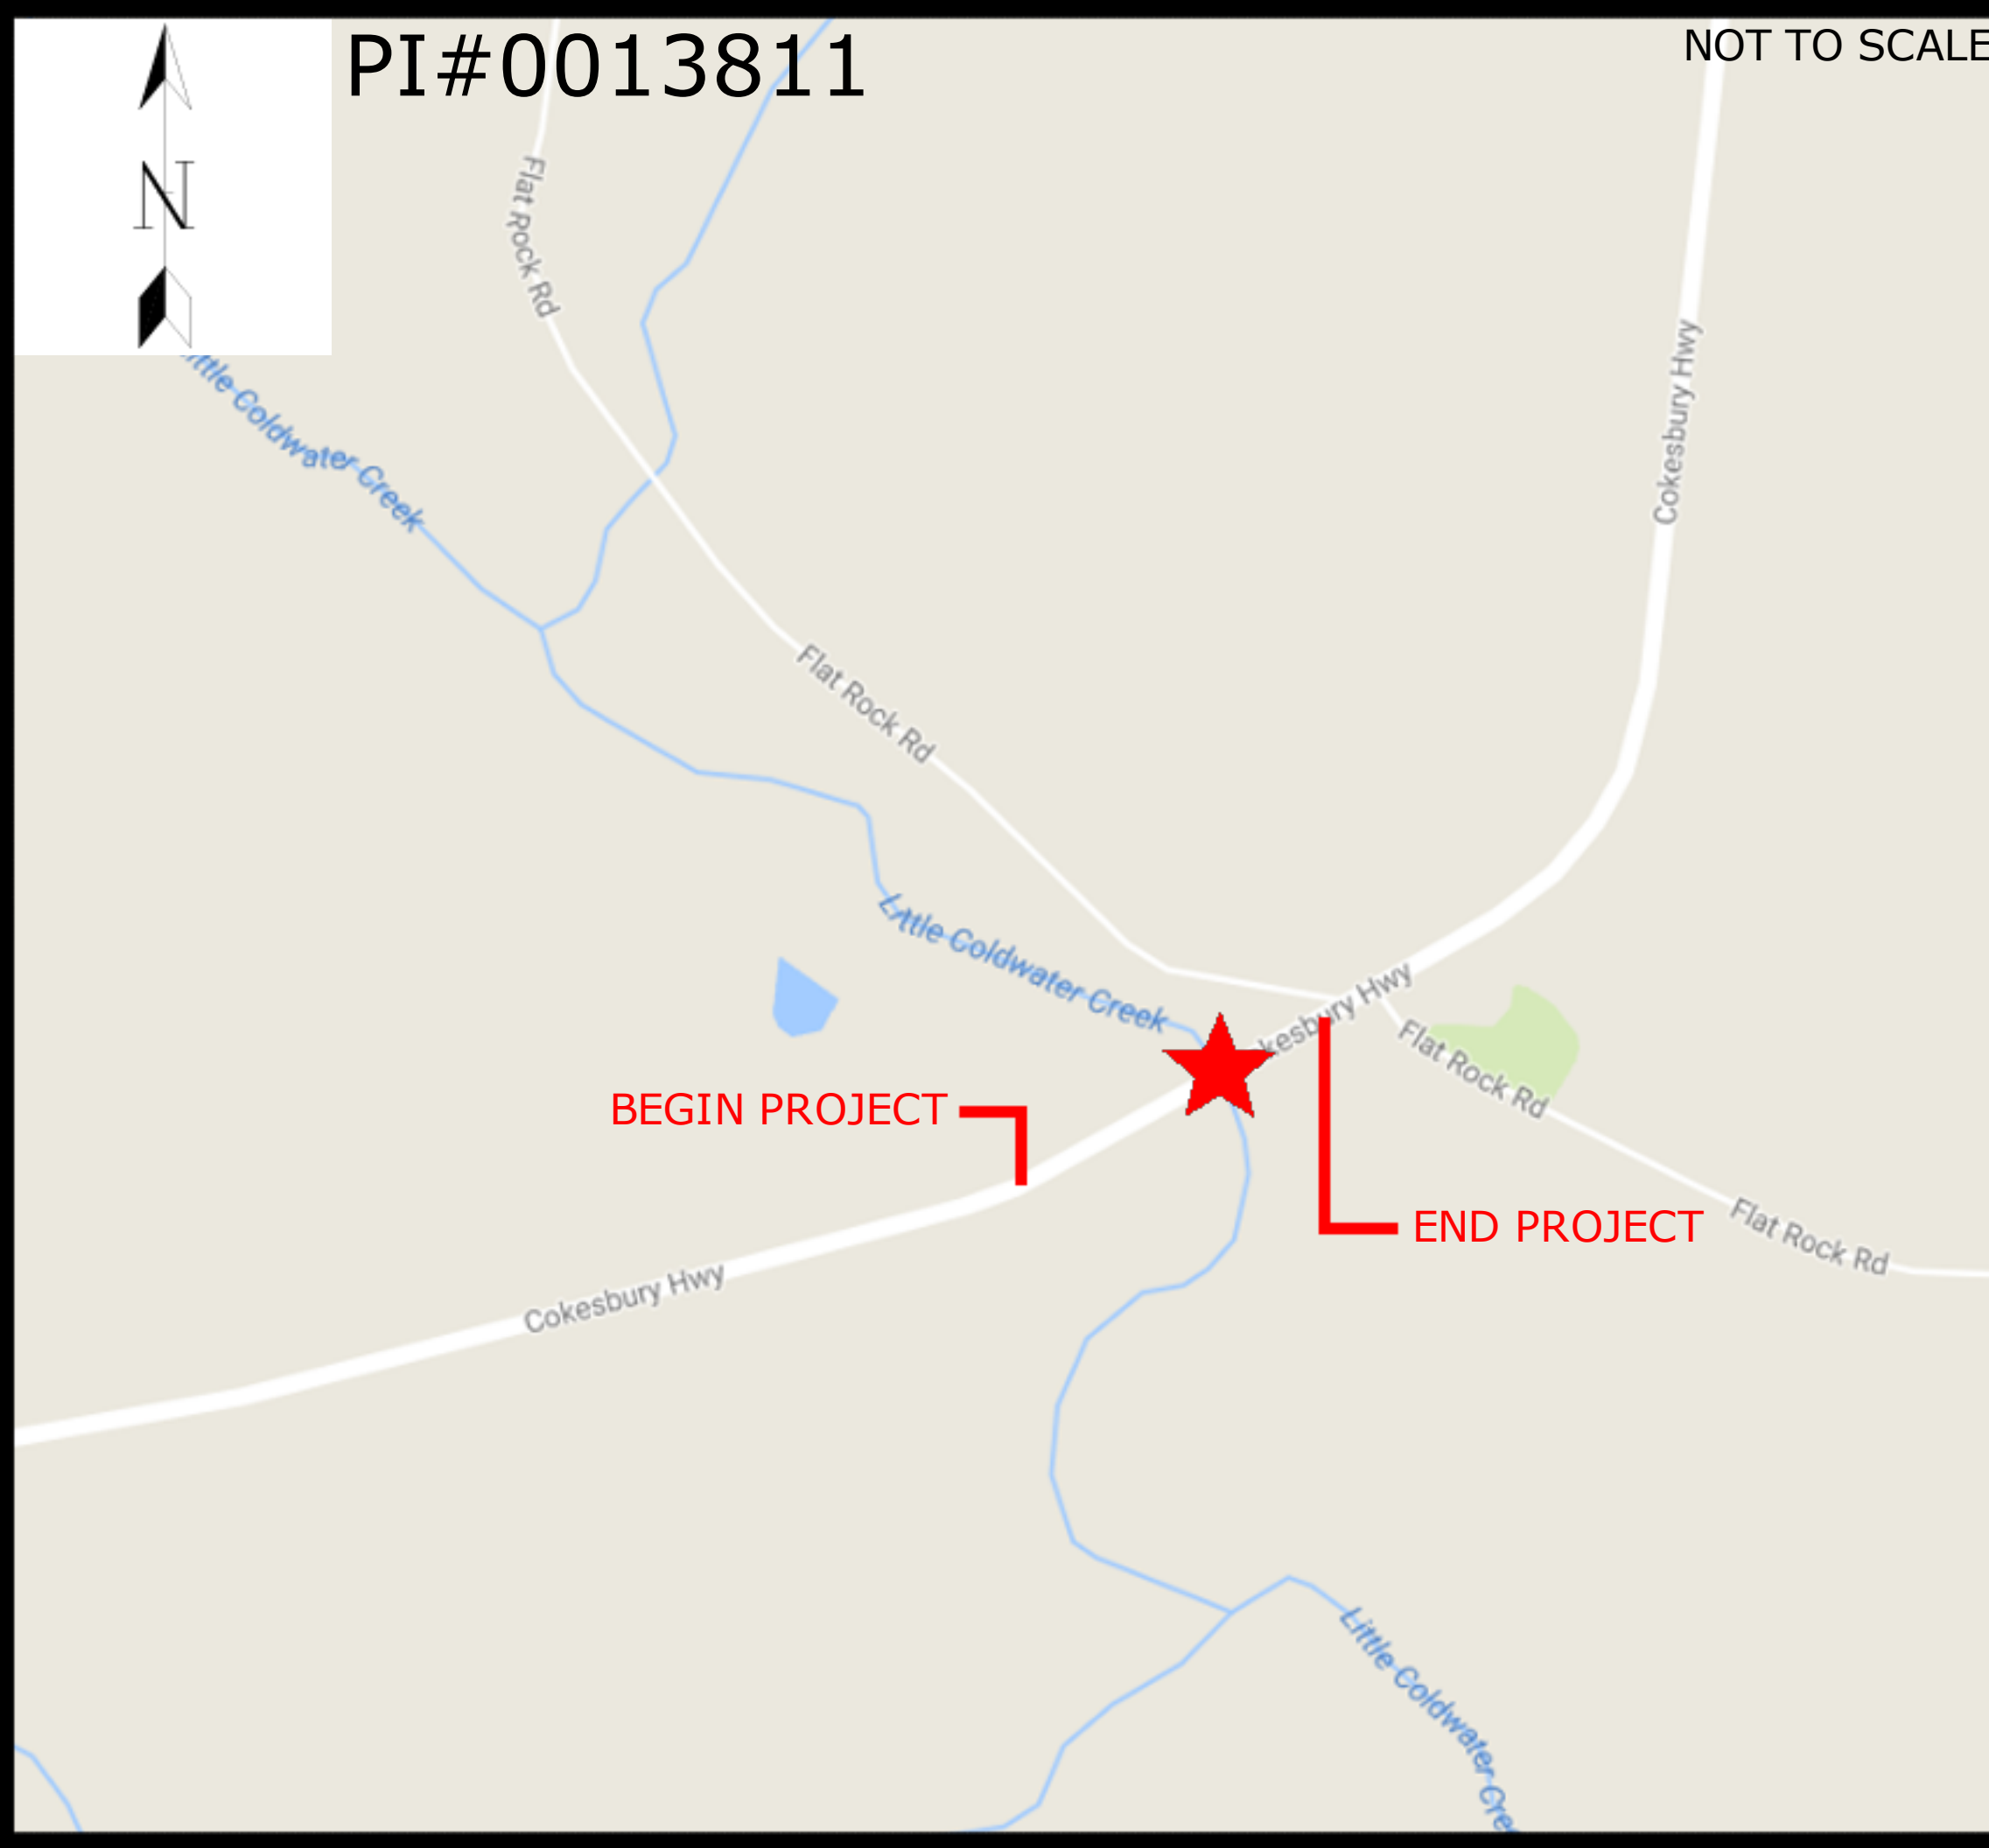 PI#0013811
NOT TO SCALE
N
Flat Rock Rd
Cokesbury Hwy
Little Coldwater Creek
Flat Rock Rd
Little Coldwater Creek
kesbury Hwy
Flat Rock Rd
BEGIN PROJECT
END PROJECT
Flat Rock Rd
Cokesbury Hwy
Little Coldwater Cree